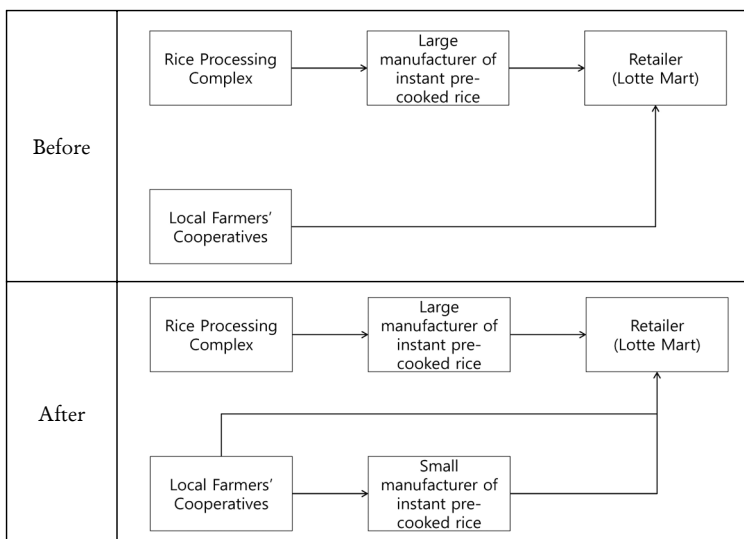 Before
Rice Processing
Complex
Large
manufacturer of
instant pre-
cooked rice
Retailer
(Lotte Mart)
Local Farmers’
Cooperatives
After
Rice Processing
Complex
Large
manufacturer of
instant pre-
cooked rice
Retailer
(Lotte Mart)
Local Farmers’
Cooperatives
Small
manufacturer of
instant pre-
cooked rice